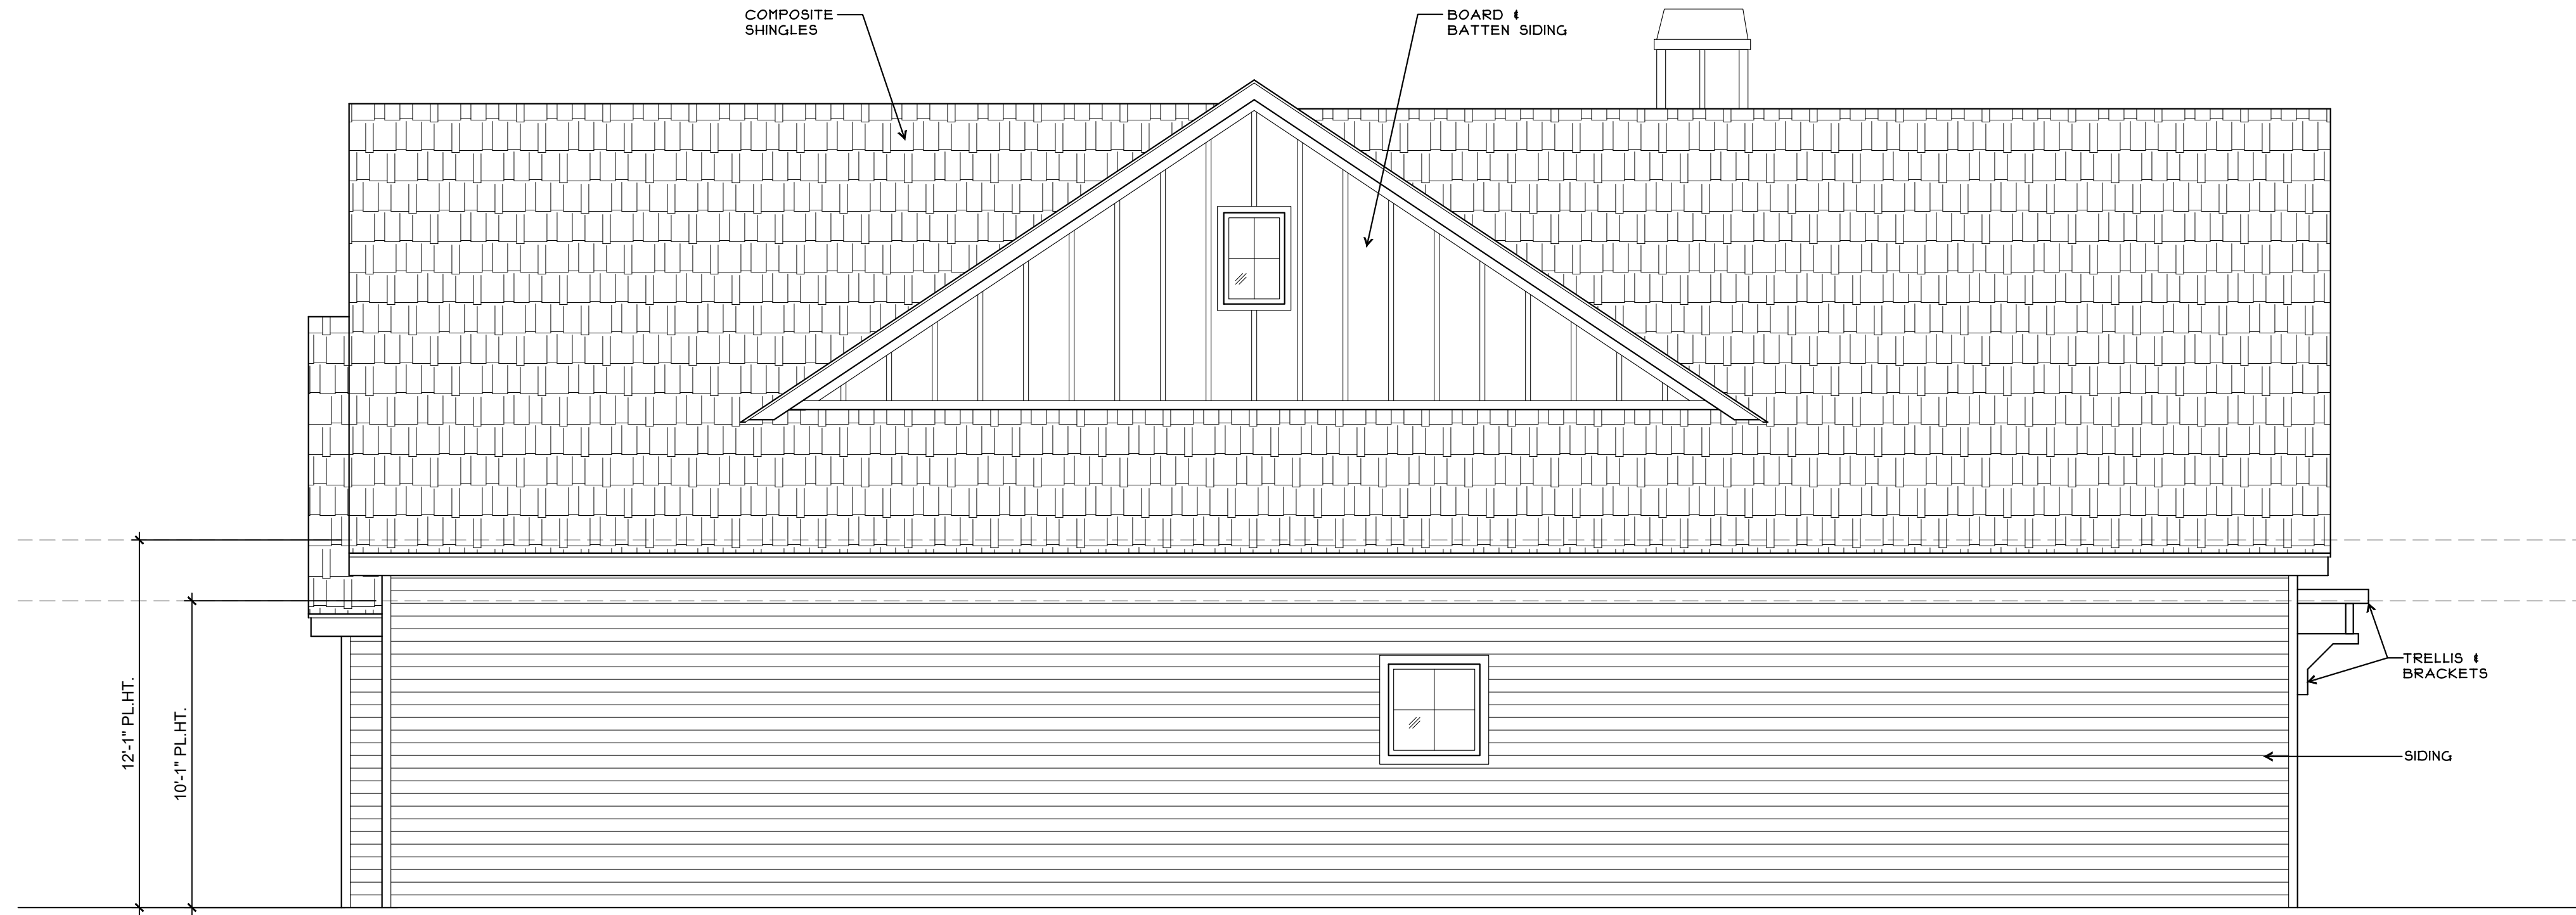 COMPOSITE
SHINGLES
BOARD &
BATTEN SIDING
12'-1" PL.HT.
10'-1" PL.HT.
TRELLIS &
BRACKETS
SIDING